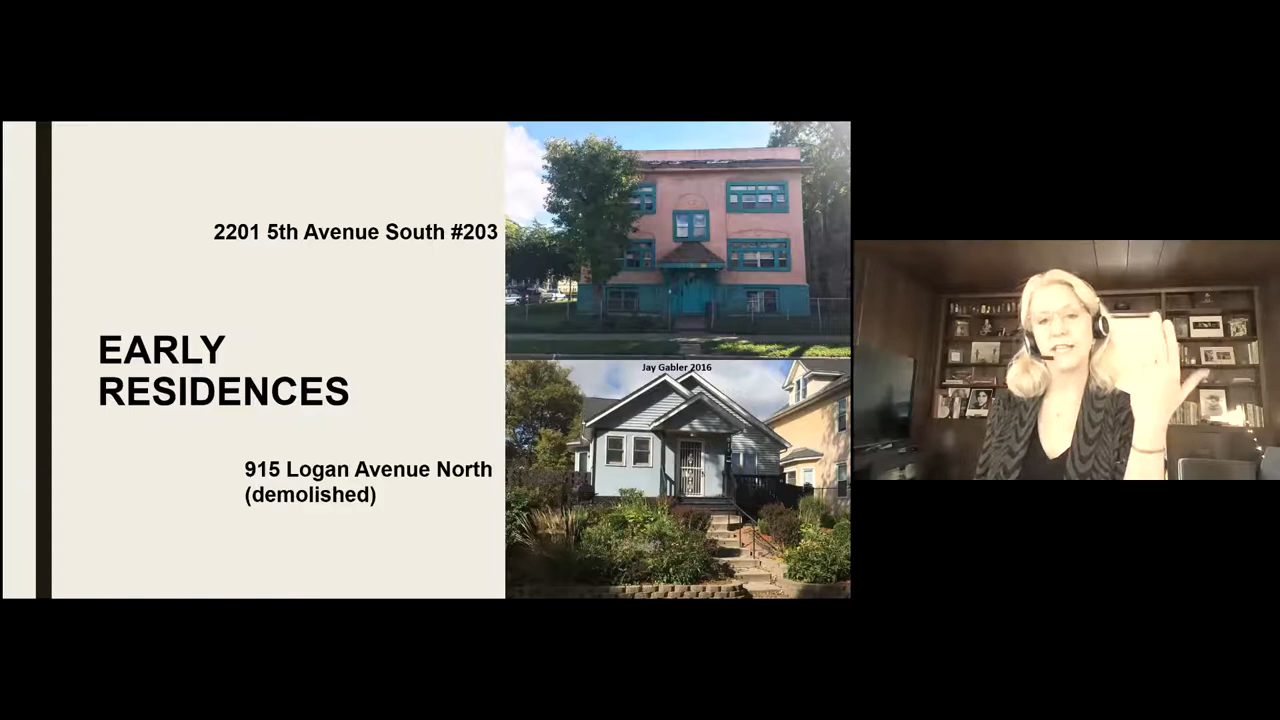 2201 5th Avenue South #203
EARLY
RESIDENCES
915 Logan Avenue North
(demolished)
Jay Gabler 2016